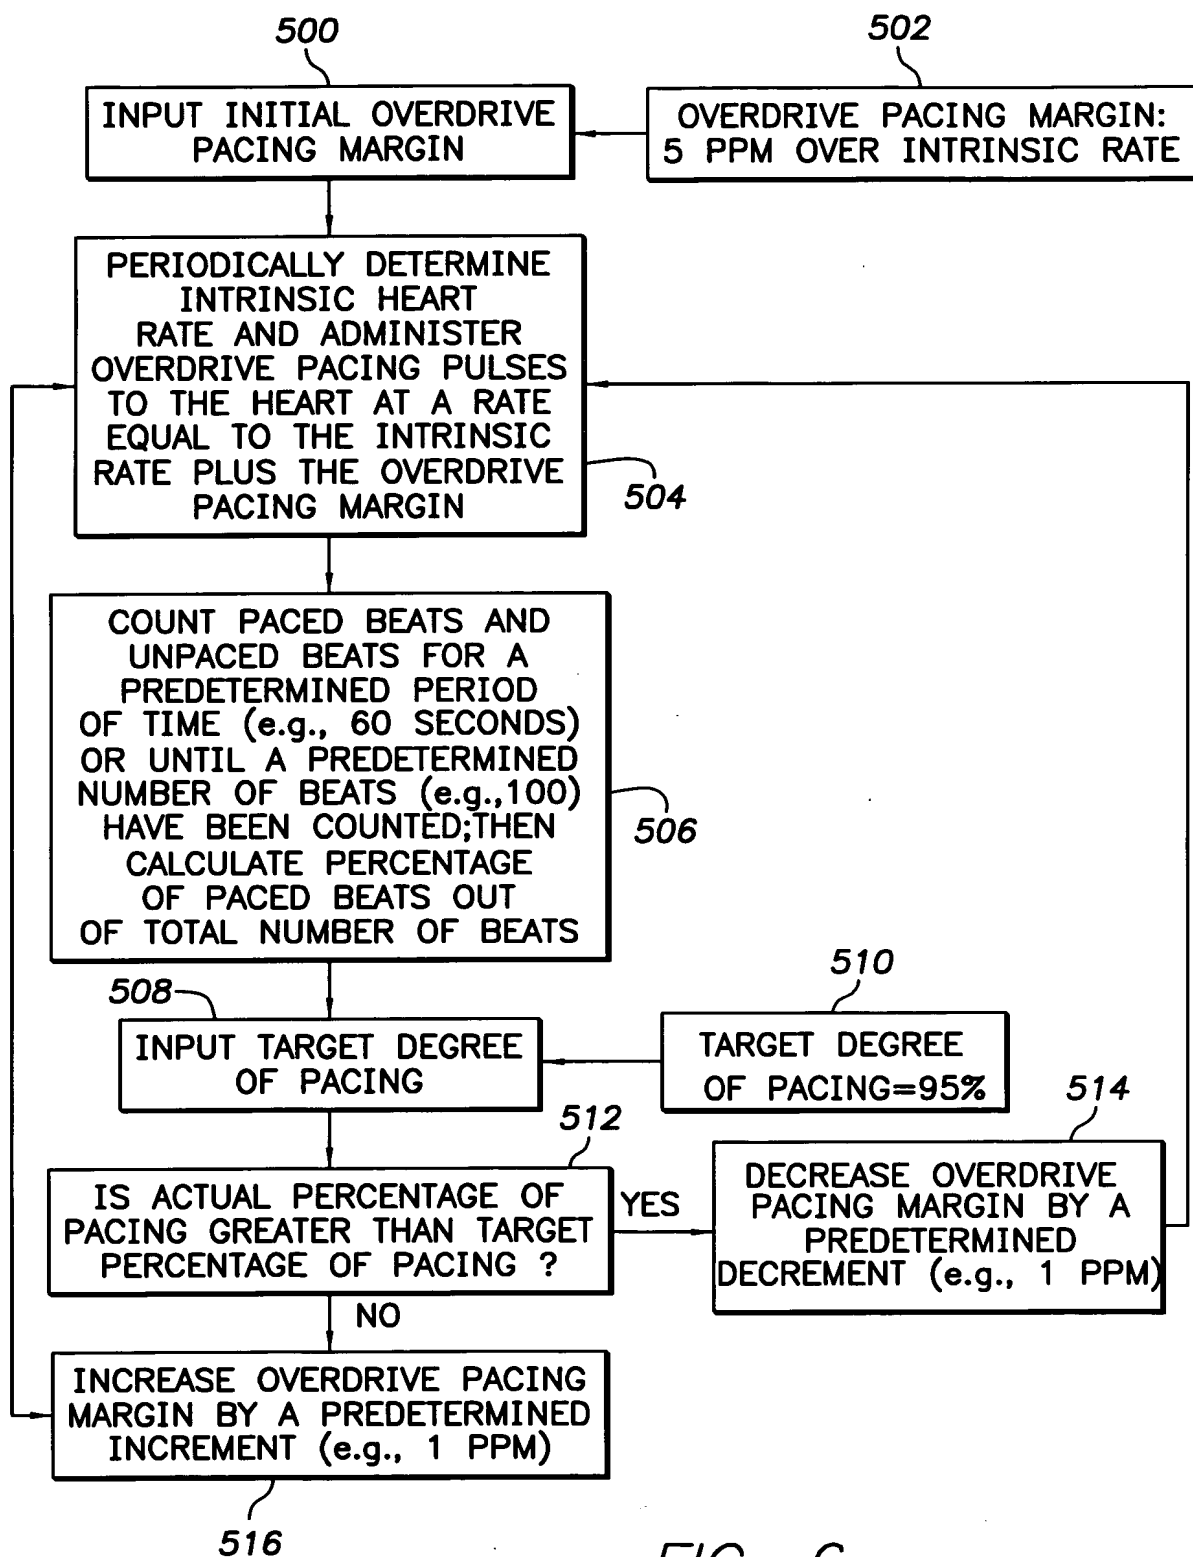 500
502
INPUT INITIAL OVERDRIVE
PACING MARGIN
OVERDRIVE PACING MARGIN:
5 PPM OVER INTRINSIC RATE
PERIODICALLY DETERMINE
INTRINSIC HEART
RATE AND ADMINISTER
OVERDRIVE PACING PULSES
TO THE HEART AT A RATE
EQUAL TO THE INTRINSIC
RATE PLUS THE OVERDRIVE
PACING MARGIN
504
COUNT PACED BEATS AND
UNPACED BEATS FOR A
PREDETERMINED PERIOD
OF TIME (e.g., 60 SECONDS)
OR UNTIL A PREDETERMINED
NUMBER OF BEATS (e.g.,100)
HAVE BEEN COUNTED;THEN
CALCULATE PERCENTAGE
OF PACED BEATS OUT
OF TOTAL NUMBER OF BEATS
506
508
INPUT TARGET DEGREE
OF PACING
510
TARGET DEGREE
OF PACING=95%
512
IS ACTUAL PERCENTAGE OF
PACING GREATER THAN TARGET
PERCENTAGE OF PACING ?
YES
514
DECREASE OVERDRIVE
PACING MARGIN BY A
PREDETERMINED
DECREMENT (e.g., 1 PPM)
NO
INCREASE OVERDRIVE PACING
MARGIN BY A PREDETERMINED
INCREMENT (e.g., 1 PPM)
516